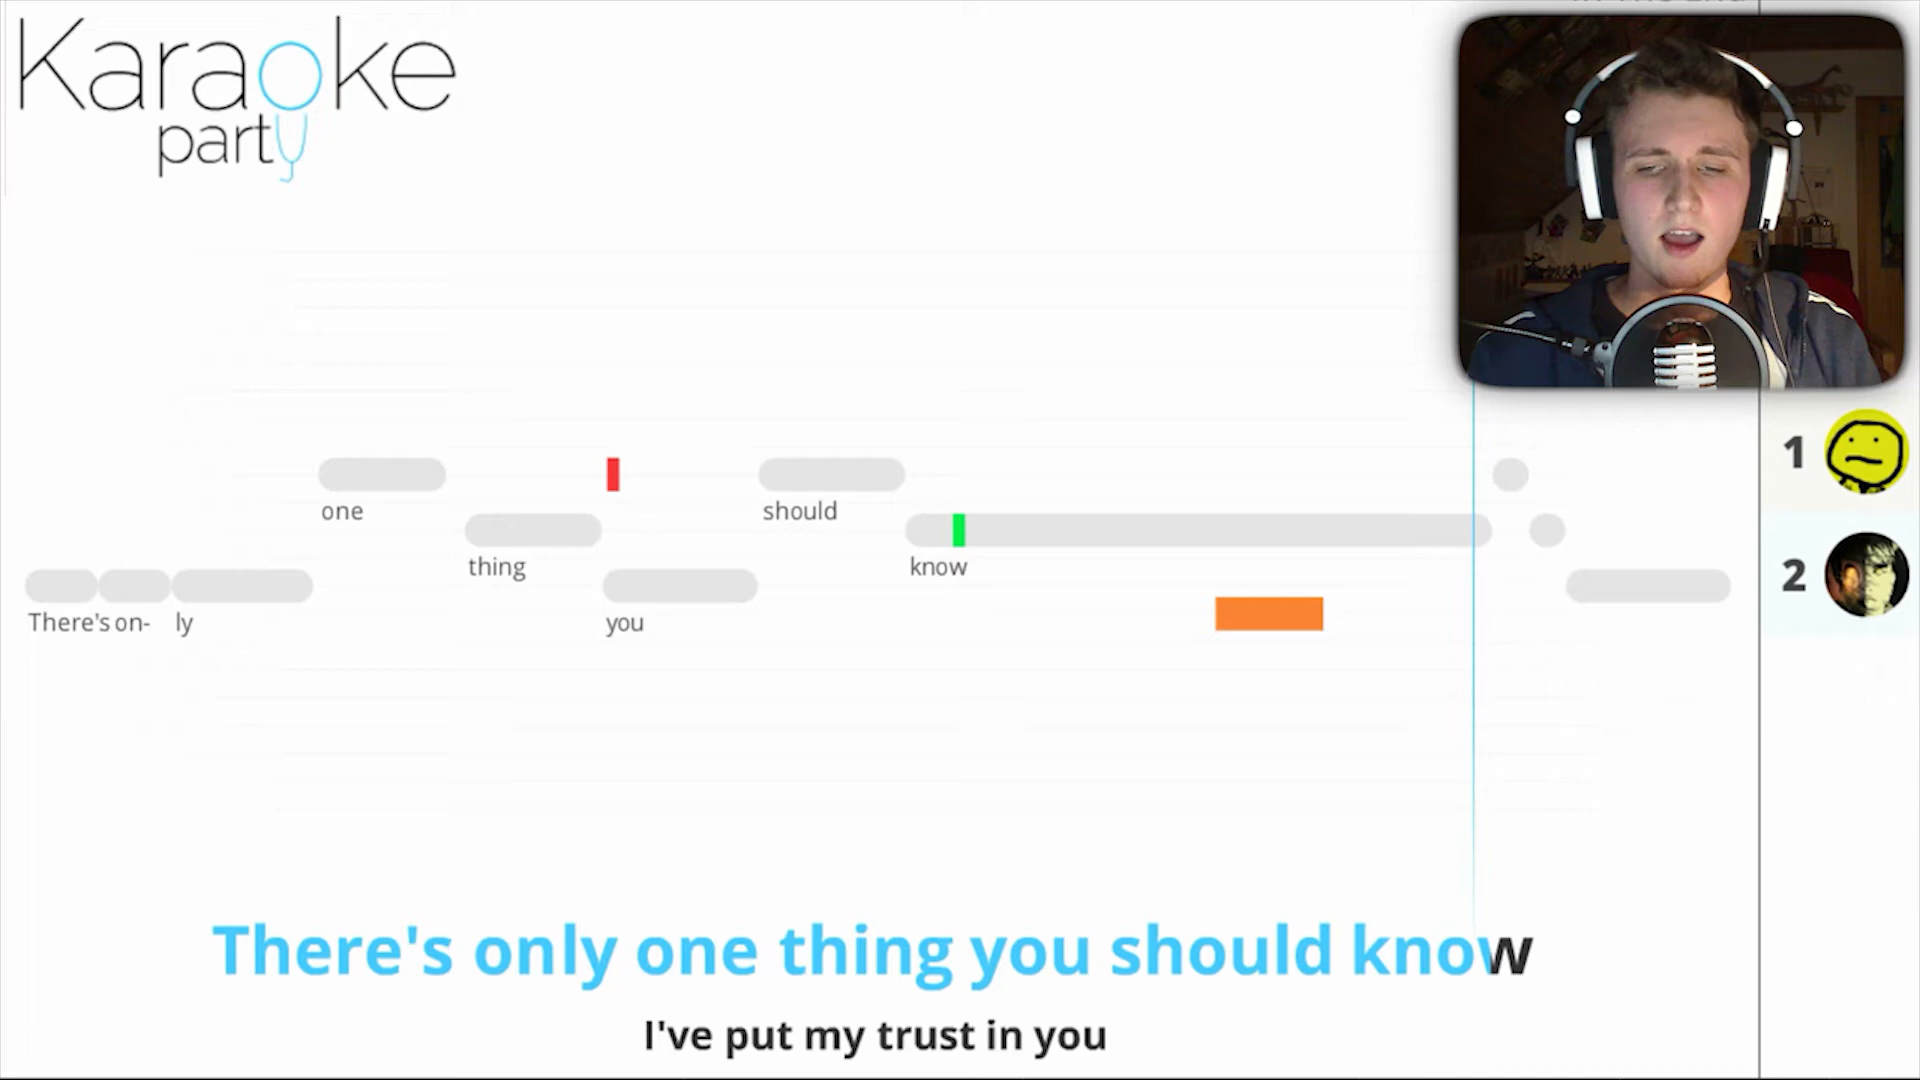 Karaoke
party
one
should
thing
know
There's on- ly
you
1
2
There's only one thing you should know
I've put my trust in you